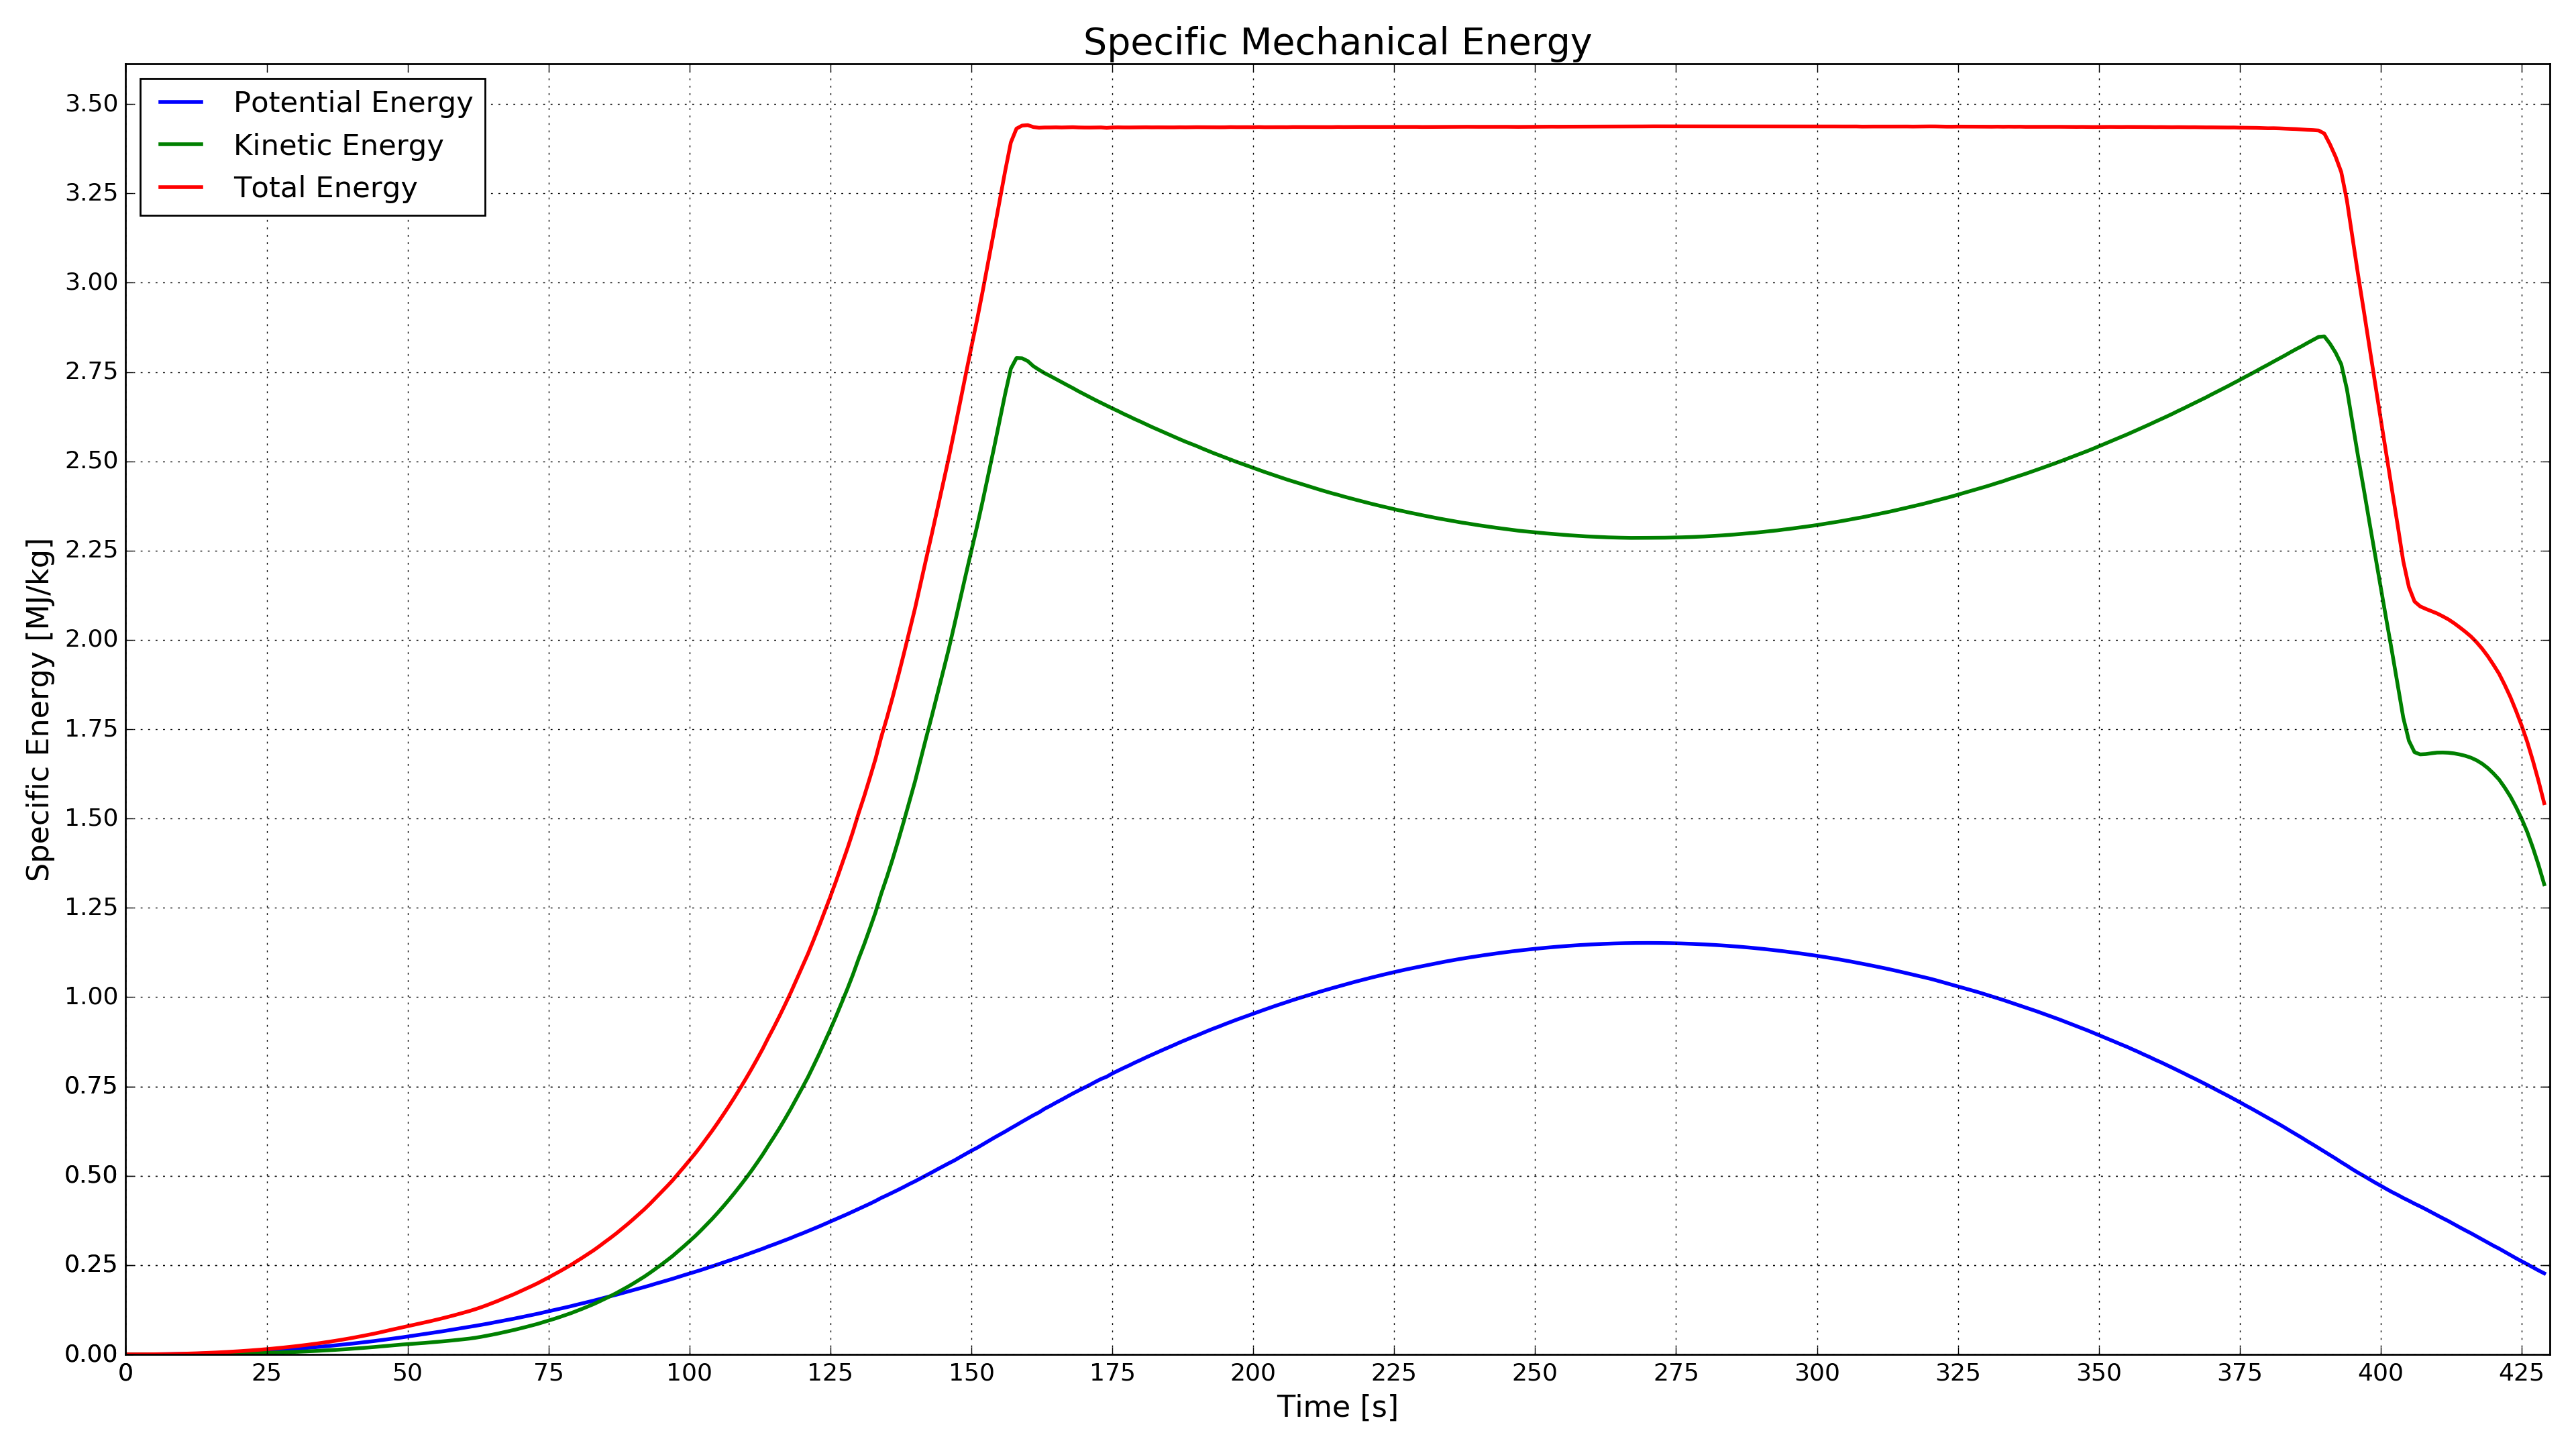 Specific Mechanical Energy
Potential Energy
Kinetic Energy
Total Energy
Specific Energy [MJ/kg]
3.50
3.25
3.00
2.75
2.50
2.25
2.00
1.75
1.50
1.25
1.00
0.75
0.50
0.25
0.00
0 25 50 75 100 125 150 175 200 225 250 275 300 325 350 375 400 425
Time [s]